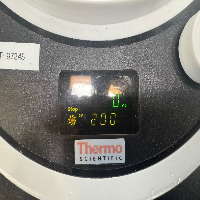 T 97245
0
Stop
200
Thermo
SCIENTIFIC